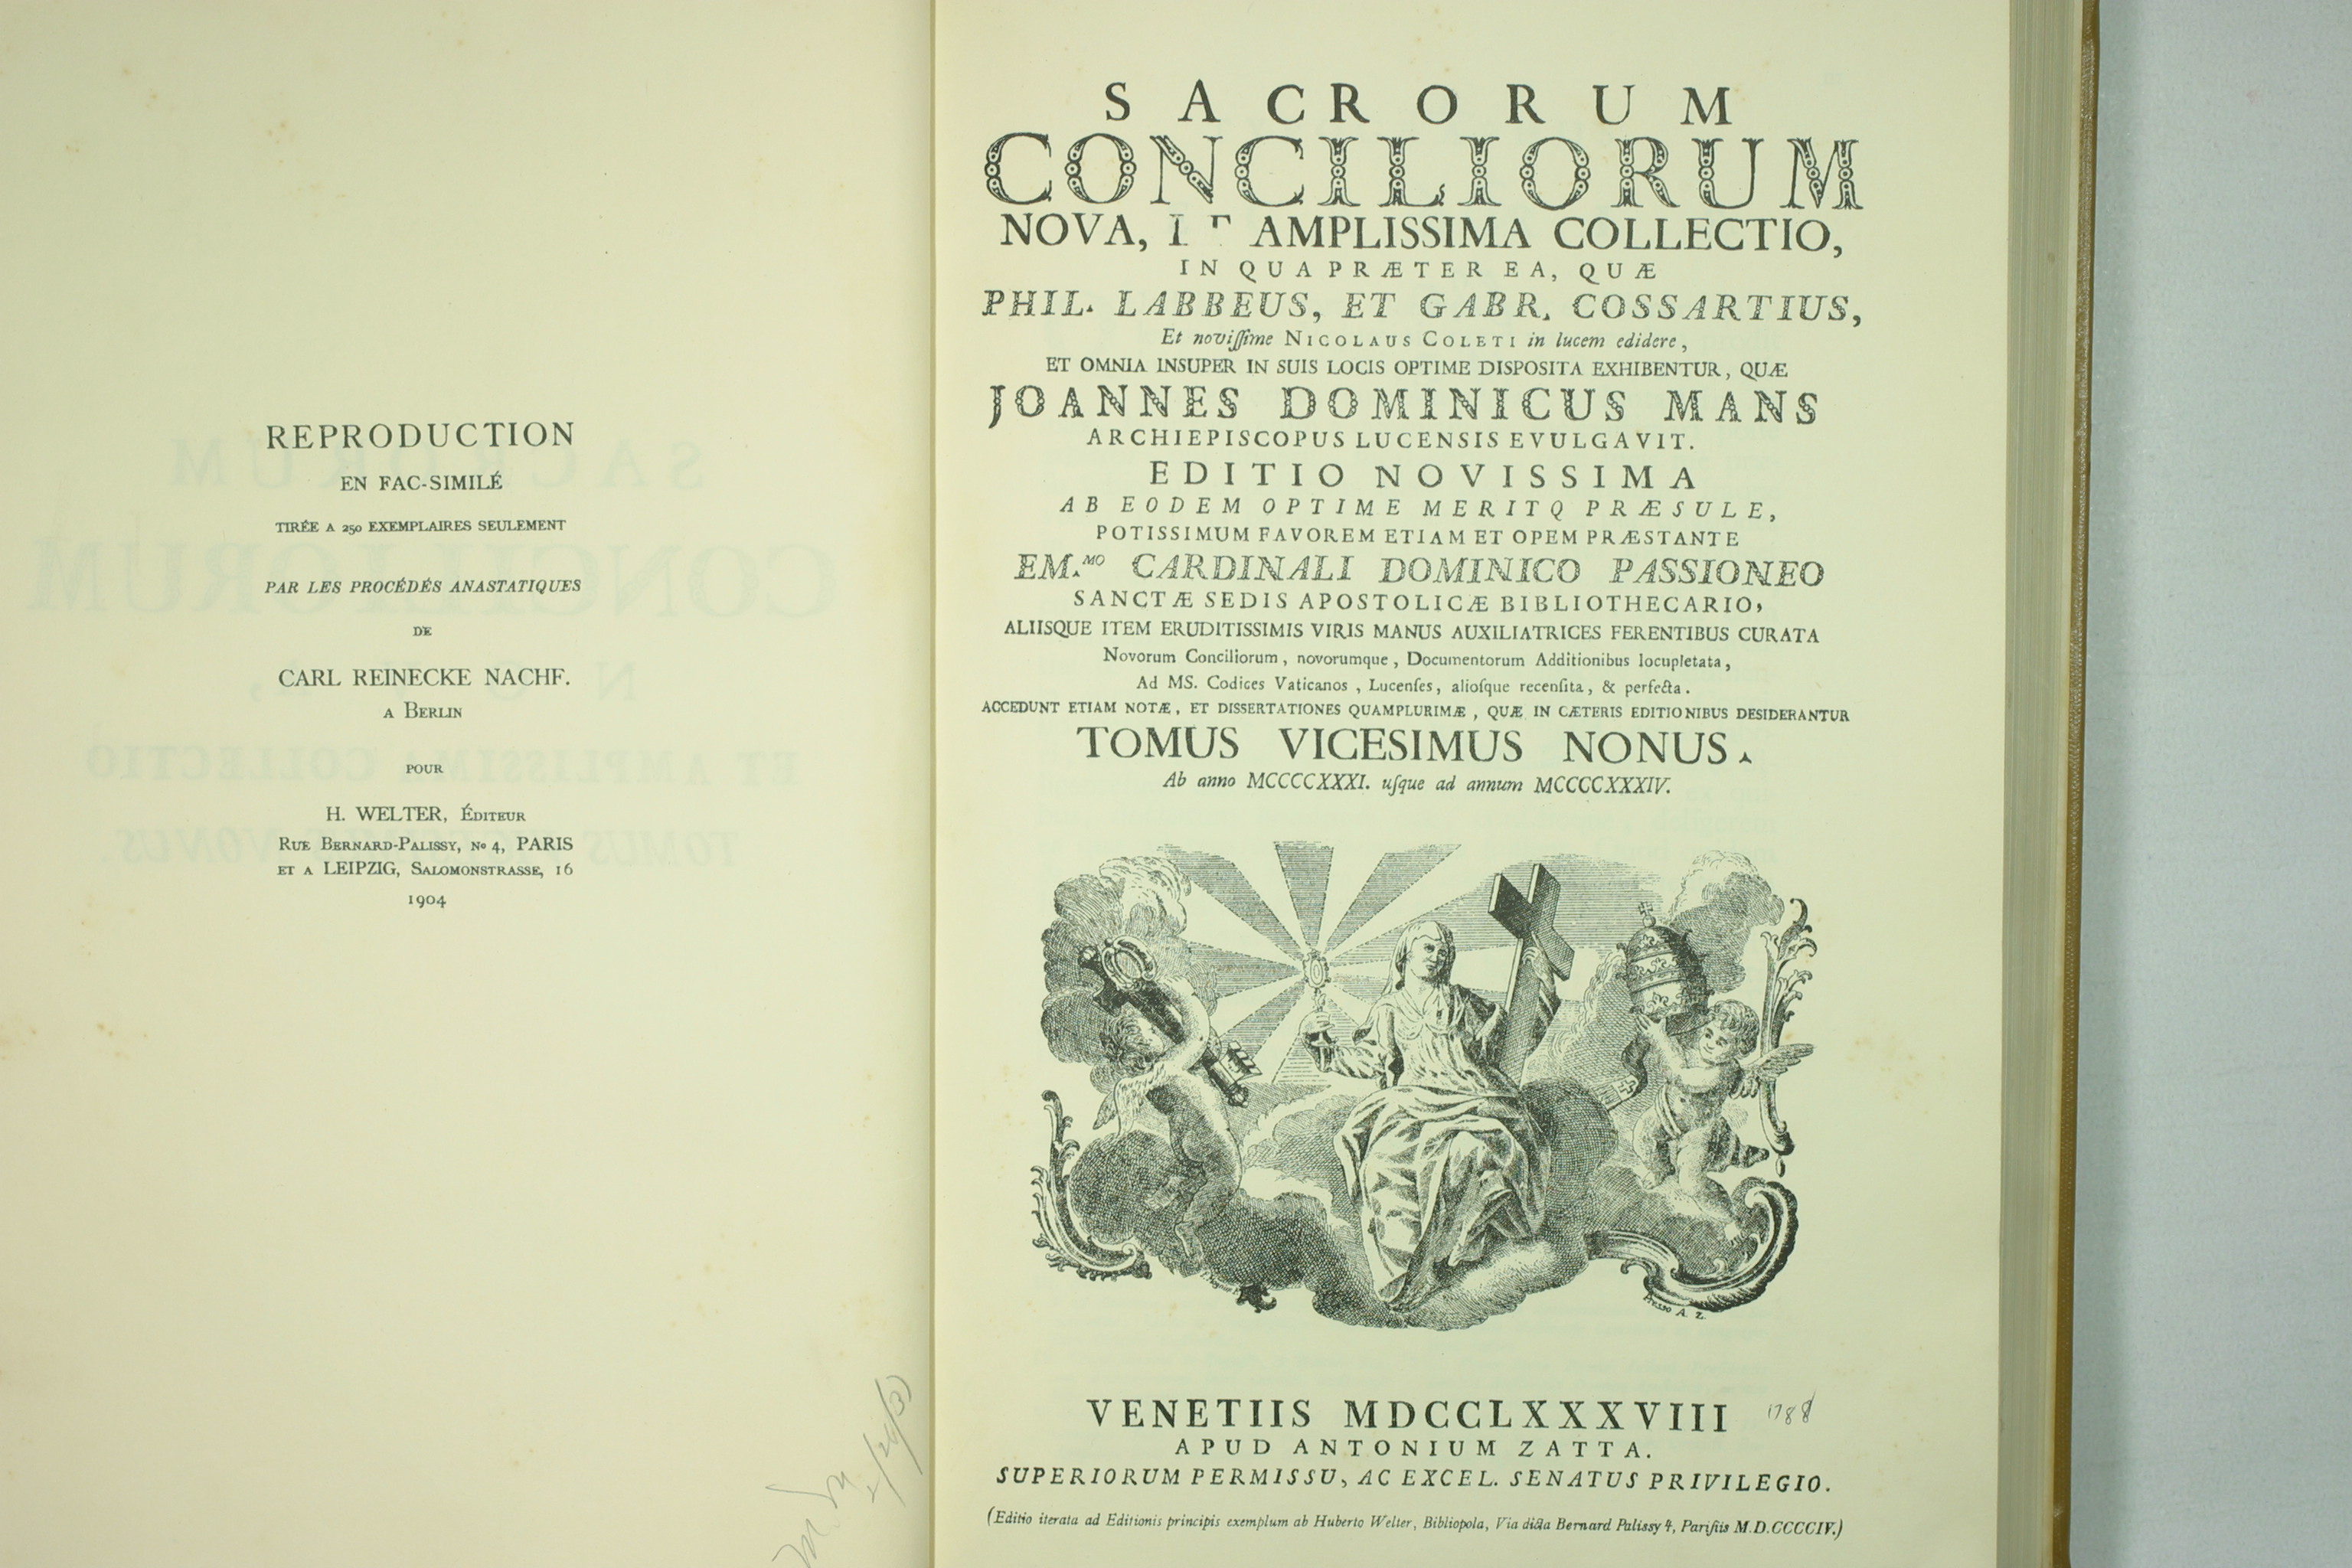 REPRODUCTION
EN FAC-SIMILÉ
TIRÉE A 250 EXEMPLAIRES SEULEMENT
PAR LES PROCÉDÉS ANASTATIQUES
DE
CARL REINECKE NACHF.
A BERLIN
POUR
H. WELTER, ÉDITEUR
RUE BERNARD-PALISSY, No 4, PARIS
ET A LEIPZIG, SALOMONSTRASSE, 16
1904
SACRORUM
CONCILIORUM
NOVA, AMPLISSIMA COLLECTIO,
IN QUA PRÆTER EA, QUÆ
PHIL. LABBEUS, ET GABR. COSSARTIUS,
Et noviſſime NICOLAUS COLETI in lucem edidere,
ET OMNIA INSUPER IN SUIS LOCIS OPTIME DISPOSITA EXHIBENTUR, QUÆ
JOANNES DOMINICUS MANS
ARCHIEPISCOPUS LUCENSIS EVULGAVIT.
EDITIO NOVISSIMA
AB EODEM OPTIME MERITO PRÆSULE,
POTISSIMUM FAVOREM ETIAM ET OPEM PRÆSTANTE
EM.MO CARDINALI DOMINICO PASSIONEO
SANCTÆ SEDIS APOSTOLICÆ BIBLIOTHECARIO,
ALIISQUE ITEM ERUDITISSIMIS VIRIS MANUS AUXILIATRICES FERENTIBUS CURATA
Novorum Conciliorum, novorumque, Documentorum Additionibus locupletata,
Ad MS. Codices Vaticanos, Lucenſes, alioſque recenſita, & perfecta.
ACCEDUNT ETIAM NOTÆ, ET DISSERTATIONES QUAMPLURIMÆ, QUÆ IN CÆTERIS EDITIONIBUS DESIDERANTUR
TOMUS VICESIMUS NONUS.
Ab anno MCCCCXXXI. uſque ad annum MCCCCXXXIV.
Presso A. Z.
VENETIIS MDCCLXXXVIII 1788
APUD ANTONIUM ZATTA.
SUPERIORUM PERMISSU, AC EXCEL. SENATUS PRIVILEGIO.
(Editio iterata ad Editionis principis exemplum ab Huberto Welter, Bibliopola, Via dicta Bernard Palissy 4, Pariſiis M.D.CCCCIV.)